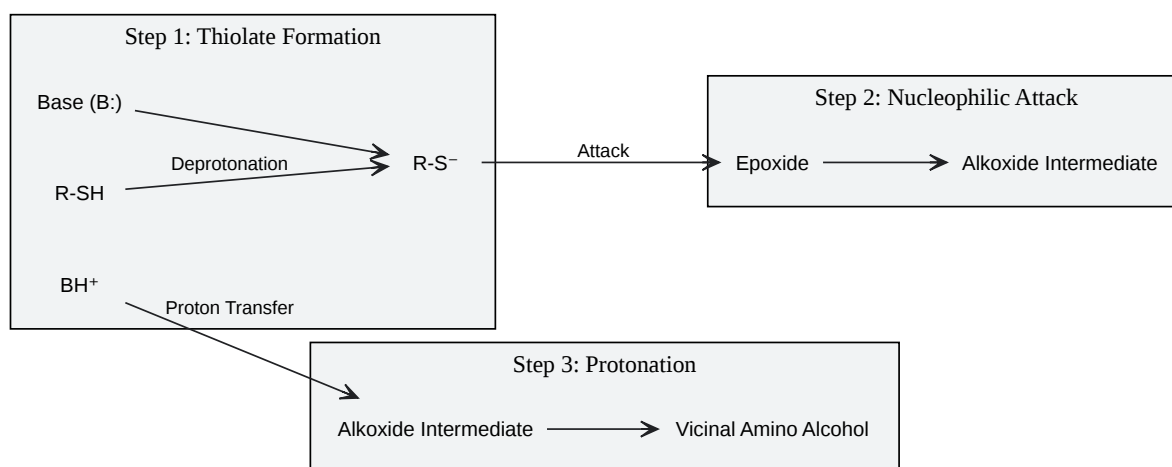 Step 1: Thiolate Formation
Base (B:)
Deprotonation
R-SH
R-S⁻
BH⁺
Proton Transfer
Attack
Step 2: Nucleophilic Attack
Epoxide
Alkoxide Intermediate
Step 3: Protonation
Alkoxide Intermediate
Vicinal Amino Alcohol